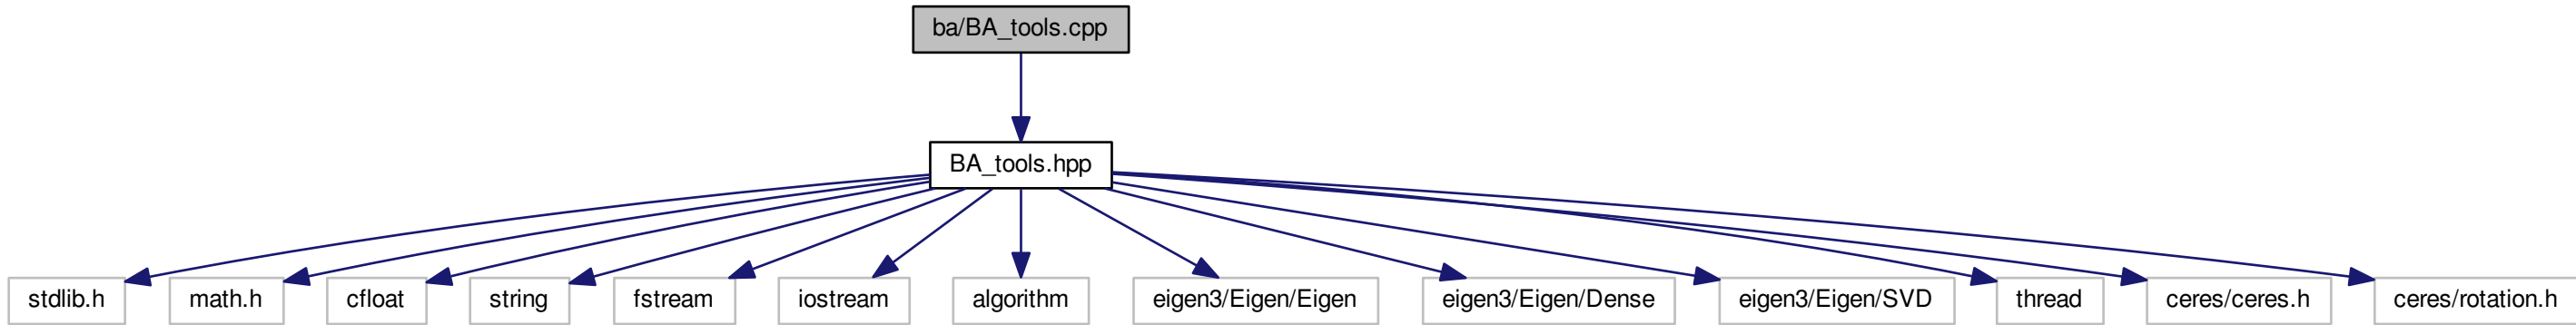 ba/BA_tools.cpp
BA_tools.hpp
stdlib.h
math.h
cfloat
string
fstream
iostream
algorithm
eigen3/Eigen/Eigen
eigen3/Eigen/Dense
eigen3/Eigen/SVD
thread
ceres/ceres.h
ceres/rotation.h